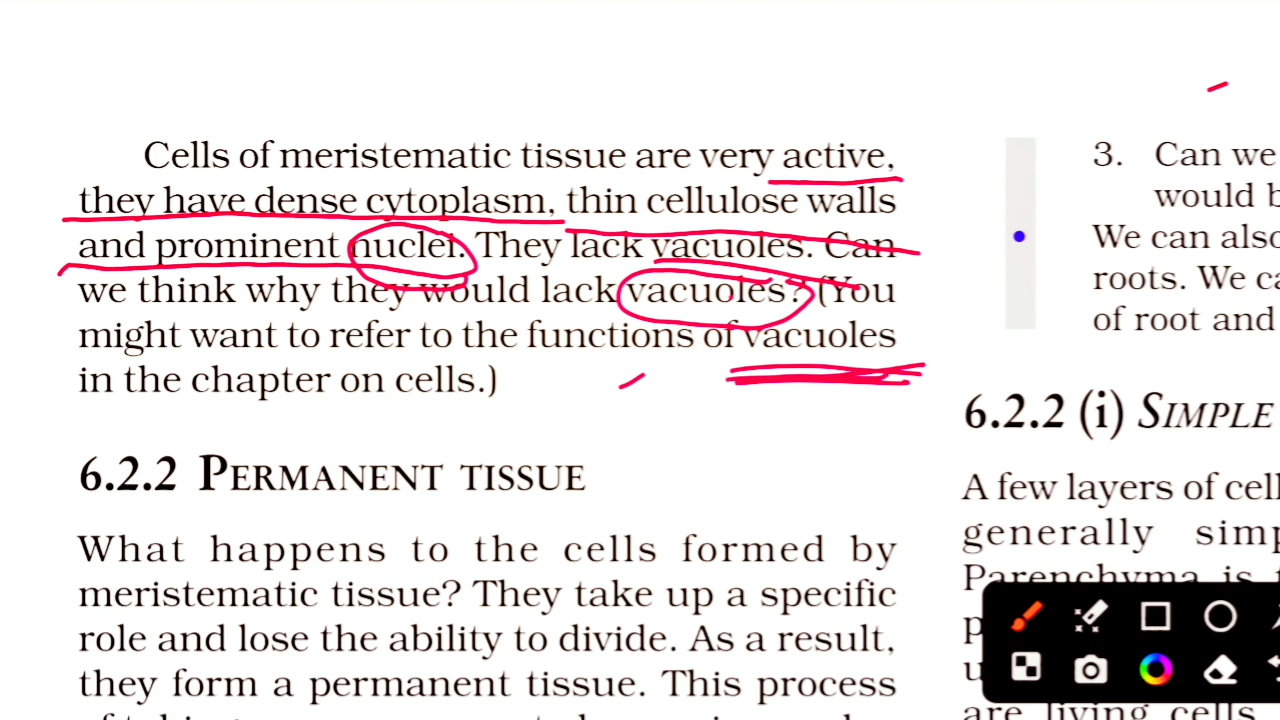 Cells of meristematic tissue are very active,
they have dense cytoplasm, thin cellulose walls
and prominent nuclei. They lack vacuoles. Can
we think why they would lack vacuoles? (You
might want to refer to the functions of vacuoles
in the chapter on cells.)
6.2.2 PERMANENT TISSUE
What happens to the cells formed by
meristematic tissue? They take up a specific
role and lose the ability to divide. As a result,
they form a permanent tissue. This process
3. Can we
would b
We can also
roots. We ca
of root and
6.2.2 (i) SIMPLE
A few layers of cell
generally simp
Parenchyma is
are living cells